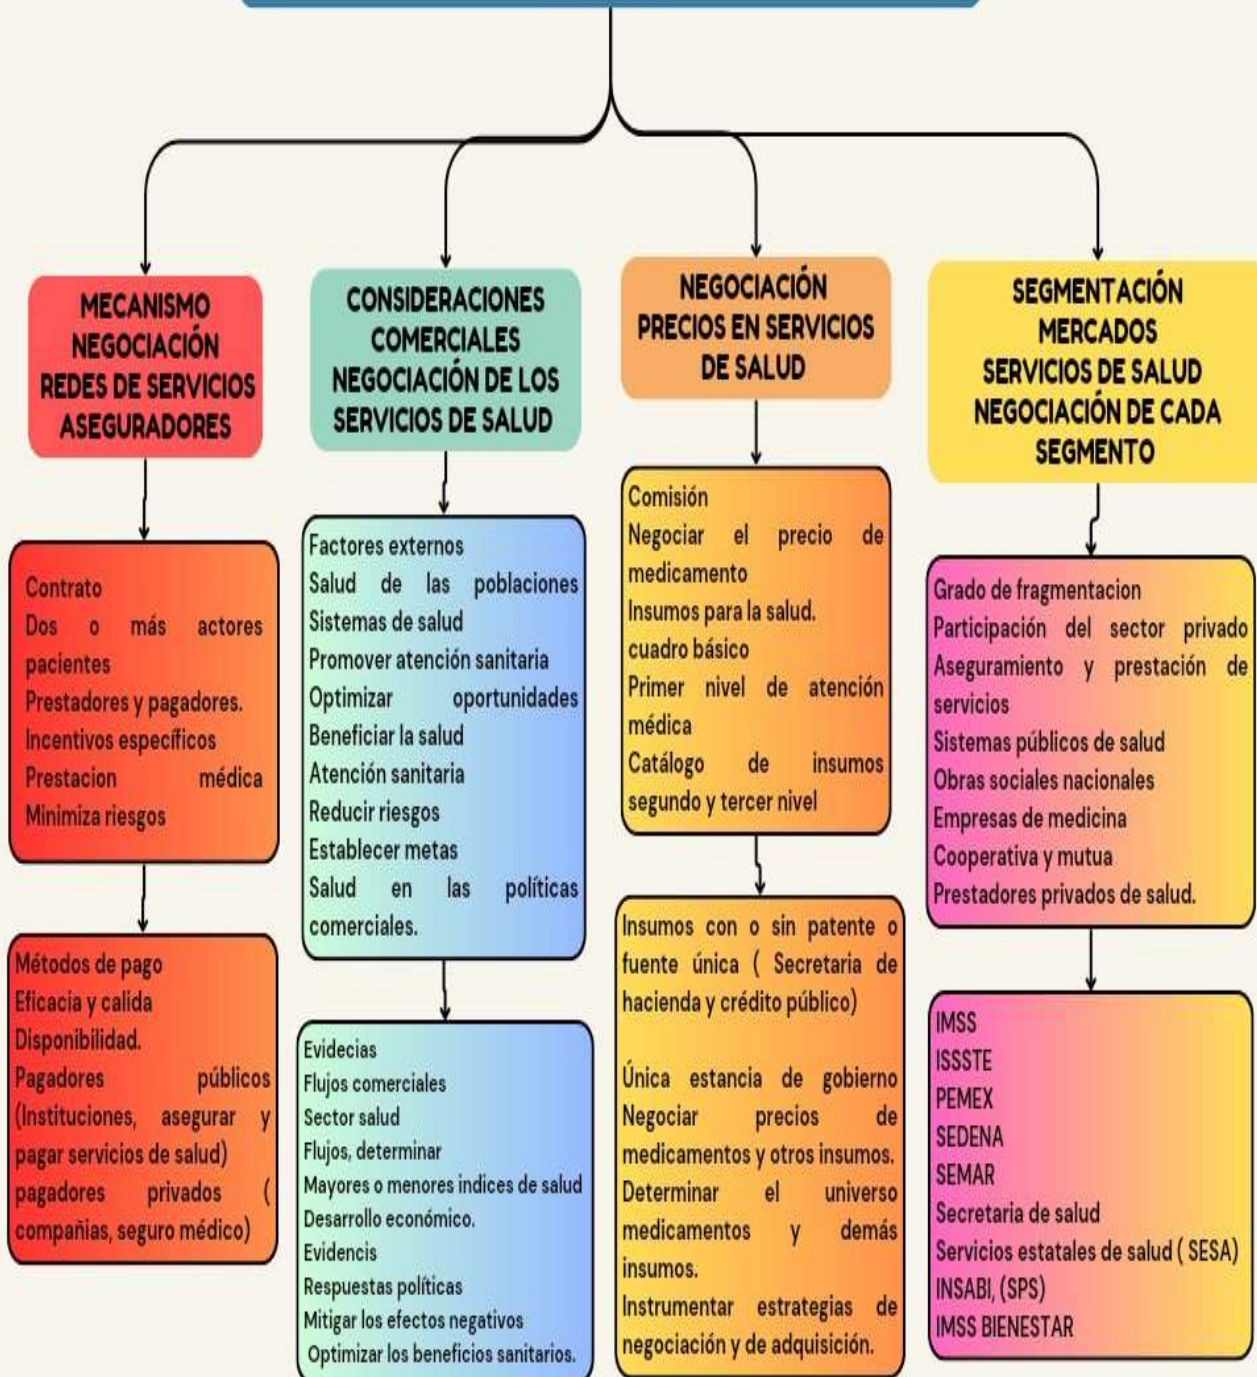 MECANISMO
NEGOCIACIÓN
REDES DE SERVICIOS
ASEGURADORES
Contrato
Dos o más actores
pacientes
Prestadores y pagadores.
Incentivos específicos
Prestacion médica
Minimiza riesgos
Métodos de pago
Eficacia y calida
Disponibilidad.
Pagadores públicos
(Instituciones, asegurar y
pagar servicios de salud)
pagadores privados (
compañias, seguro médico)
CONSIDERACIONES
COMERCIALES
NEGOCIACIÓN DE LOS
SERVICIOS DE SALUD
Factores externos
Salud de las poblaciones
Sistemas de salud
Promover atención sanitaria
Optimizar oportunidades
Beneficiar la salud
Atención sanitaria
Reducir riesgos
Establecer metas
Salud en las políticas
comerciales.
Evidecias
Flujos comerciales
Sector salud
Flujos, determinar
Mayores o menores indices de salud
Desarrollo económico.
Evidencis
Respuestas políticas
Mitigar los efectos negativos
Optimizar los beneficios sanitarios.
NEGOCIACIÓN
PRECIOS EN SERVICIOS
DE SALUD
Comisión
Negociar el precio de
medicamento
Insumos para la salud.
cuadro básico
Primer nivel de atención
médica
Catálogo de insumos
segundo y tercer nivel
Insumos con o sin patente o
fuente única ( Secretaria de
hacienda y crédito público)
Única estancia de gobierno
Negociar precios de
medicamentos y otros insumos.
Determinar el universo
medicamentos y demás
insumos.
Instrumentar estrategias de
negociación y de adquisición.
SEGMENTACIÓN
MERCADOS
SERVICIOS DE SALUD
NEGOCIACIÓN DE CADA
SEGMENTO
Grado de fragmentacion
Participación del sector privado
Aseguramiento y prestación de
servicios
Sistemas públicos de salud
Obras sociales nacionales
Empresas de medicina
Cooperativa y mutua
Prestadores privados de salud.
IMSS
ISSSTE
PEMEX
SEDENA
SEMAR
Secretaria de salud
Servicios estatales de salud ( SESA)
INSABI, (SPS)
IMSS BIENESTAR